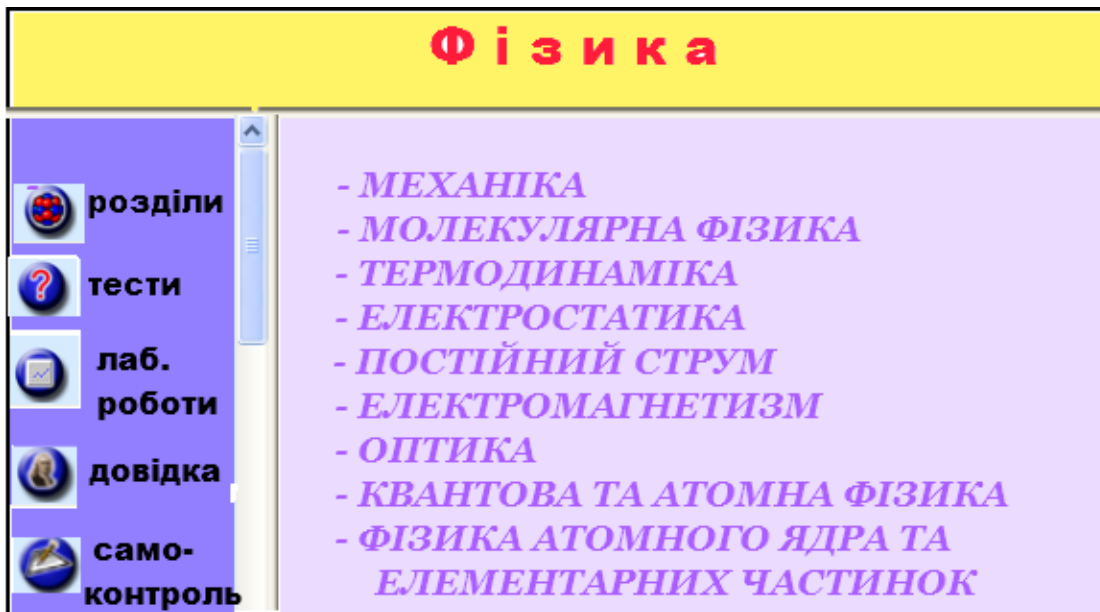 Фізика
розділи
тести
лаб.
роботи
довідка
само-
контроль
- МЕХАНІКА
- МОЛЕКУЛЯРНА ФІЗИКА
- ТЕРМОДИНАМІКА
- ЕЛЕКТРОСТАТИКА
- ПОСТІЙНИЙ СТРУМ
- ЕЛЕКТРОМАГНЕТИЗМ
- ОПТИКА
- КВАНТОВА ТА АТОМНА ФІЗИКА
- ФІЗИКА АТОМНОГО ЯДРА ТА
ЕЛЕМЕНТАРНИХ ЧАСТИНОК